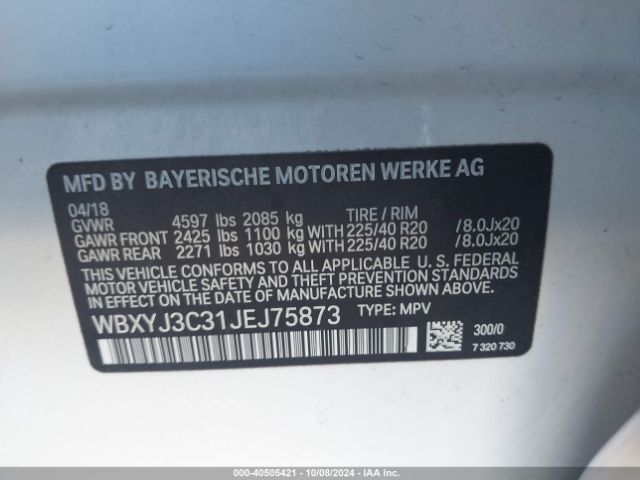 MFD BY BAYERISCHE MOTOREN WERKE AG
04/18
GVWR 4597 lbs 2085 kg TIRE / RIM
GAWR FRONT 2425 lbs 1100 kg WITH 225/40 R20 /8.0Jx20
GAWR REAR 2271 lbs 1030 kg WITH 225/40 R20 /8.0Jx20
THIS VEHICLE CONFORMS TO ALL APPLICABLE U. S. FEDERAL
MOTOR VEHICLE SAFETY AND THEFT PREVENTION STANDARDS
IN EFFECT ON THE DATE OF MANUFACTURE SHOWN ABOVE.
WBXYJ3C31JEJ75873 TYPE: MPV
300/0
7 320 730
000-40505421 - 10/08/2024 - IAAI.com